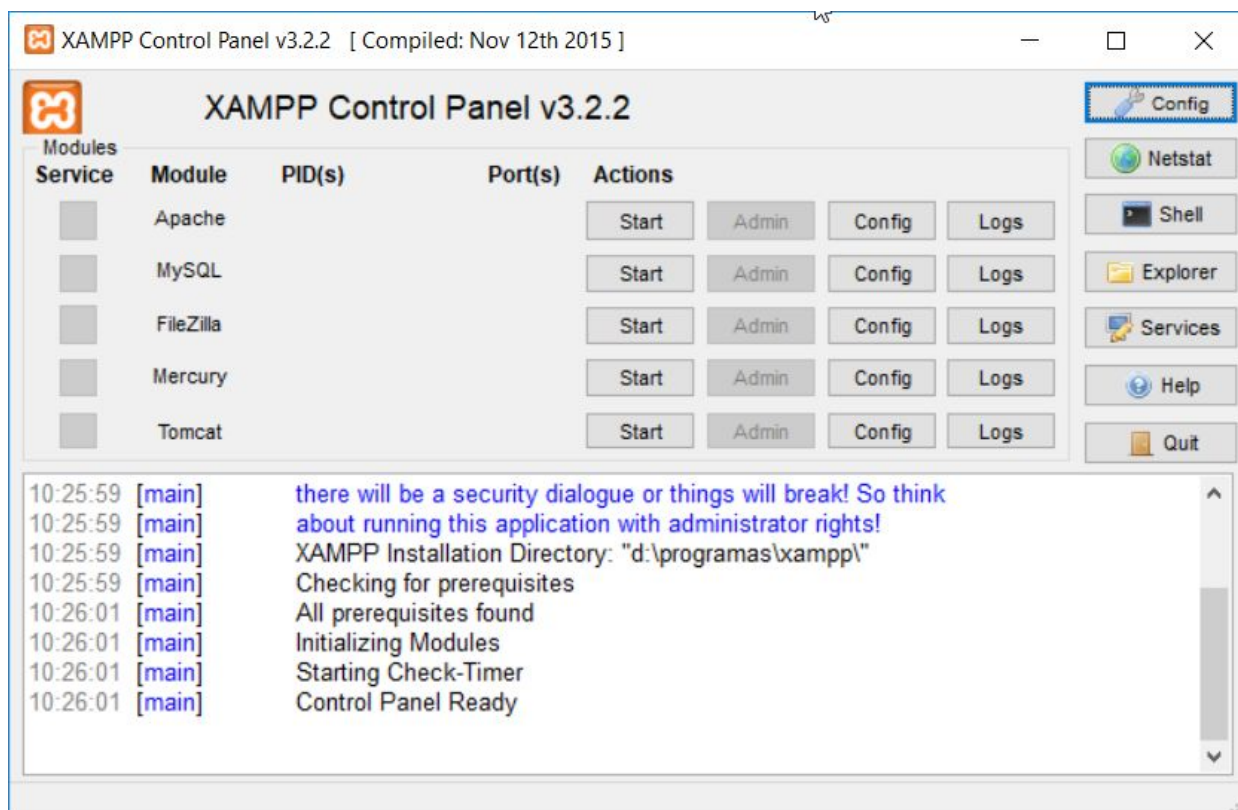 XAMPP Control Panel v3.2.2 [ Compiled: Nov 12th 2015 ]
XAMPP Control Panel v3.2.2
Config
Modules
Netstat
Service Module PID(s) Port(s) Actions
Apache Start Admin Config Logs
Shell
MySQL Start Admin Config Logs
Explorer
FileZilla Start Admin Config Logs
Services
Mercury Start Admin Config Logs
Help
Tomcat Start Admin Config Logs
Quit
10:25:59 [main] there will be a security dialogue or things will break! So think
10:25:59 [main] about running this application with administrator rights!
10:25:59 [main] XAMPP Installation Directory: "d:\programas\xampp\"
10:25:59 [main] Checking for prerequisites
10:26:01 [main] All prerequisites found
10:26:01 [main] Initializing Modules
10:26:01 [main] Starting Check-Timer
10:26:01 [main] Control Panel Ready